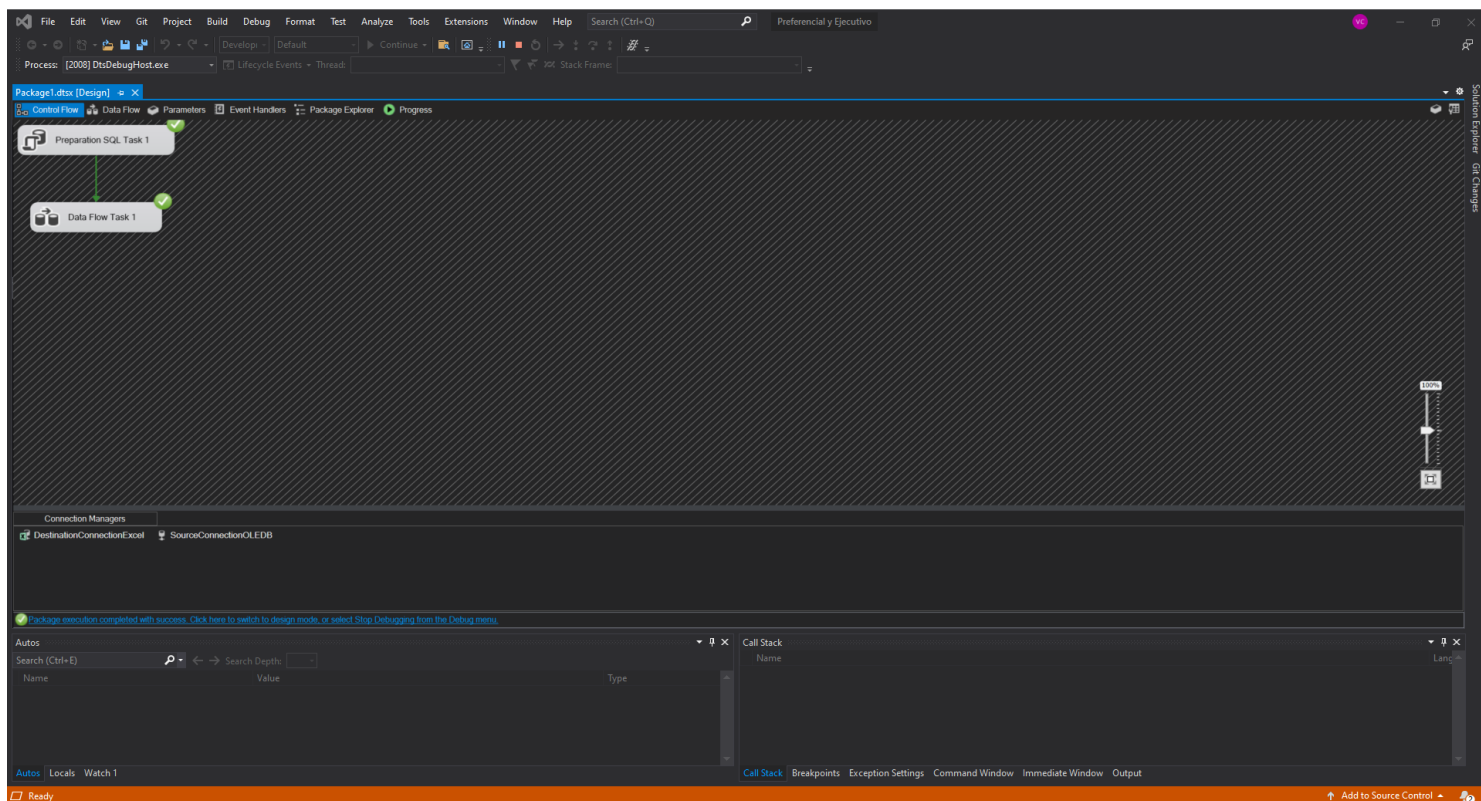 File Edit View Git Project Build Debug Format Test Analyze Tools Extensions Window Help Search (Ctrl+Q) Preferencial y Ejecutivo VC
Developi Default Continue
Process: [2008] DtsDebugHost.exe Lifecycle Events Thread: Stack Frame:
Package1.dtsx [Design]
Control Flow Data Flow Parameters Event Handlers Package Explorer Progress
Solution Explorer
Git Changes
Preparation SQL Task 1
Data Flow Task 1
100%
Connection Managers
DestinationConnectionExcel SourceConnectionOLEDB
Package execution completed with success. Click here to switch to design mode, or select Stop Debugging from the Debug menu.
Autos
Search (Ctrl+E) Search Depth:
Name Value Type
Call Stack
Name Lang
Autos Locals Watch 1
Call Stack Breakpoints Exception Settings Command Window Immediate Window Output
Ready Add to Source Control